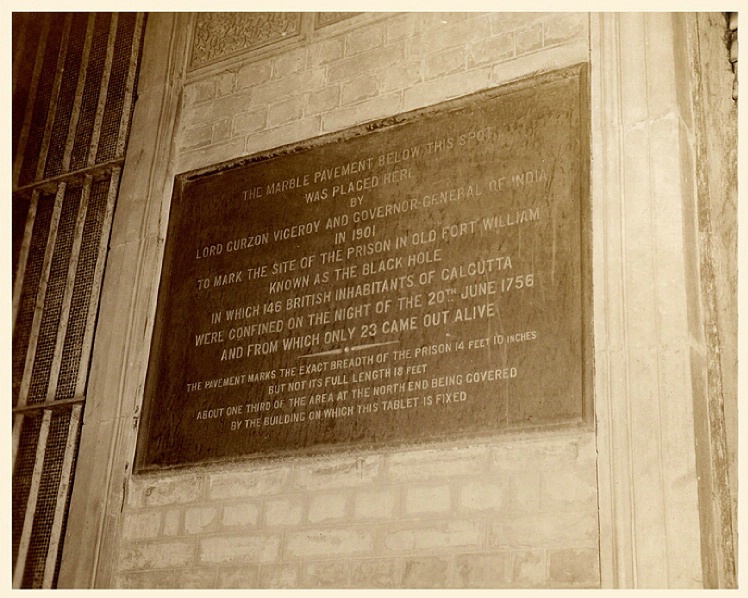 THE MARBLE PAVEMENT BELOW THIS SPOT
WAS PLACED HERE
BY
LORD CURZON VICEROY AND GOVERNOR-GENERAL OF INDIA
IN 1901
TO MARK THE SITE OF THE PRISON IN OLD FORT WILLIAM
KNOWN AS THE BLACK HOLE
IN WHICH 146 BRITISH INHABITANTS OF CALCUTTA
WERE CONFINED ON THE NIGHT OF THE 20TH JUNE 1756
AND FROM WHICH ONLY 23 CAME OUT ALIVE
THE PAVEMENT MARKS THE EXACT BREADTH OF THE PRISON 14 FEET 10 INCHES
BUT NOT ITS FULL LENGTH 18 FEET
ABOUT ONE THIRD OF THE AREA AT THE NORTH END BEING COVERED
BY THE BUILDING ON WHICH THIS TABLET IS FIXED